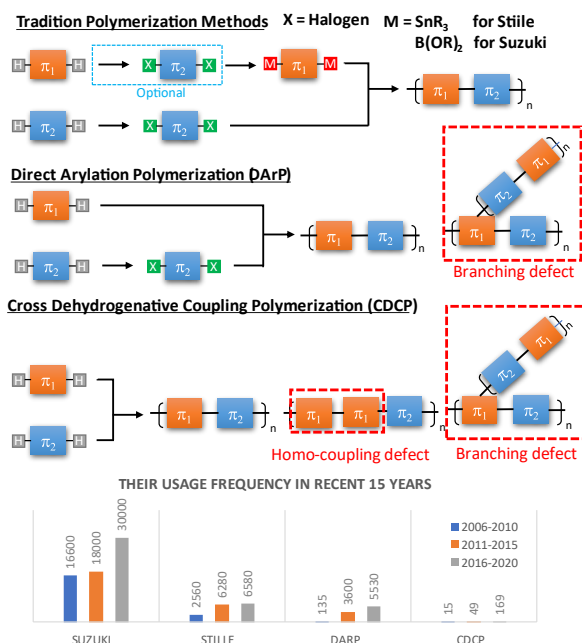 Tradition Polymerization Methods
X = Halogen
M = SnR3 for Stiile
B(OR)2 for Suzuki
H π1 H
X π2 X
M π1 M
Optional
π1 π2 n
H π2 H
X π2 X
Direct Arylation Polymerization (DArP)
H π1 H
H π2 H
X π2 X
π1 π2 n
π1 n
π2
π1 π2 n
Branching defect
Cross Dehydrogenative Coupling Polymerization (CDCP)
H π1 H
H π2 H
π1 π2 n
π1 π1 π2 n
Homo-coupling defect
π1 n
π2
π1 π2 n
Branching defect
THEIR USAGE FREQUENCY IN RECENT 15 YEARS
2006-2010
2011-2015
2016-2020
16600 18000 30000
2560 6280 6580
135 3600 5530
15 49 169
SUZUKI STILLE DARP CDCP